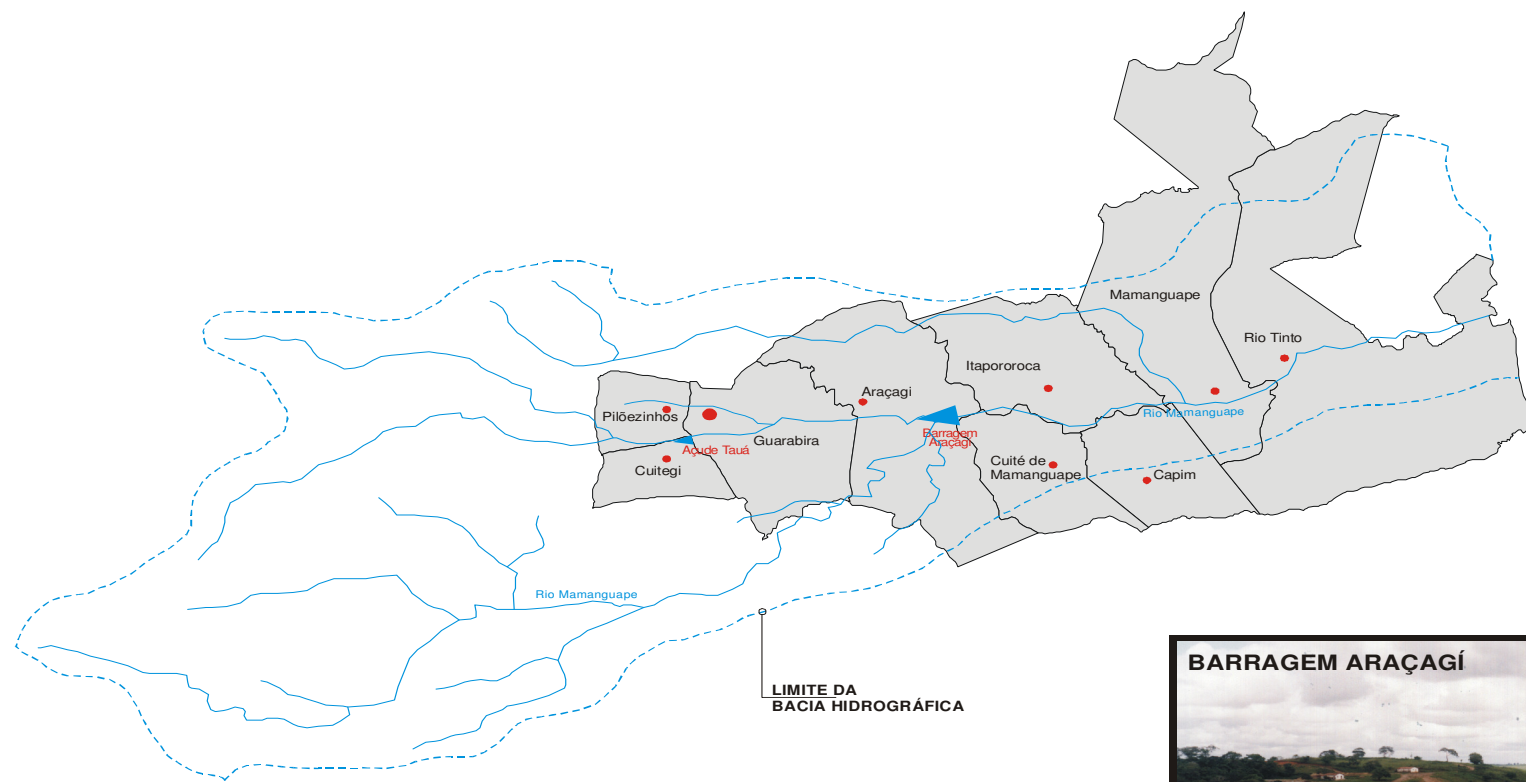 Mamanguape
Rio Tinto
Itapororoca
Araçagi
Rio Mamanguape
Pilõezinhos
Guarabira
Barragem
Araçagi
Açude Tauá
Cuitegi
Cuité de
Mamanguape
Capim
Rio Mamanguape
LIMITE DA
BACIA HIDROGRÁFICA
BARRAGEM ARAÇAGÍ